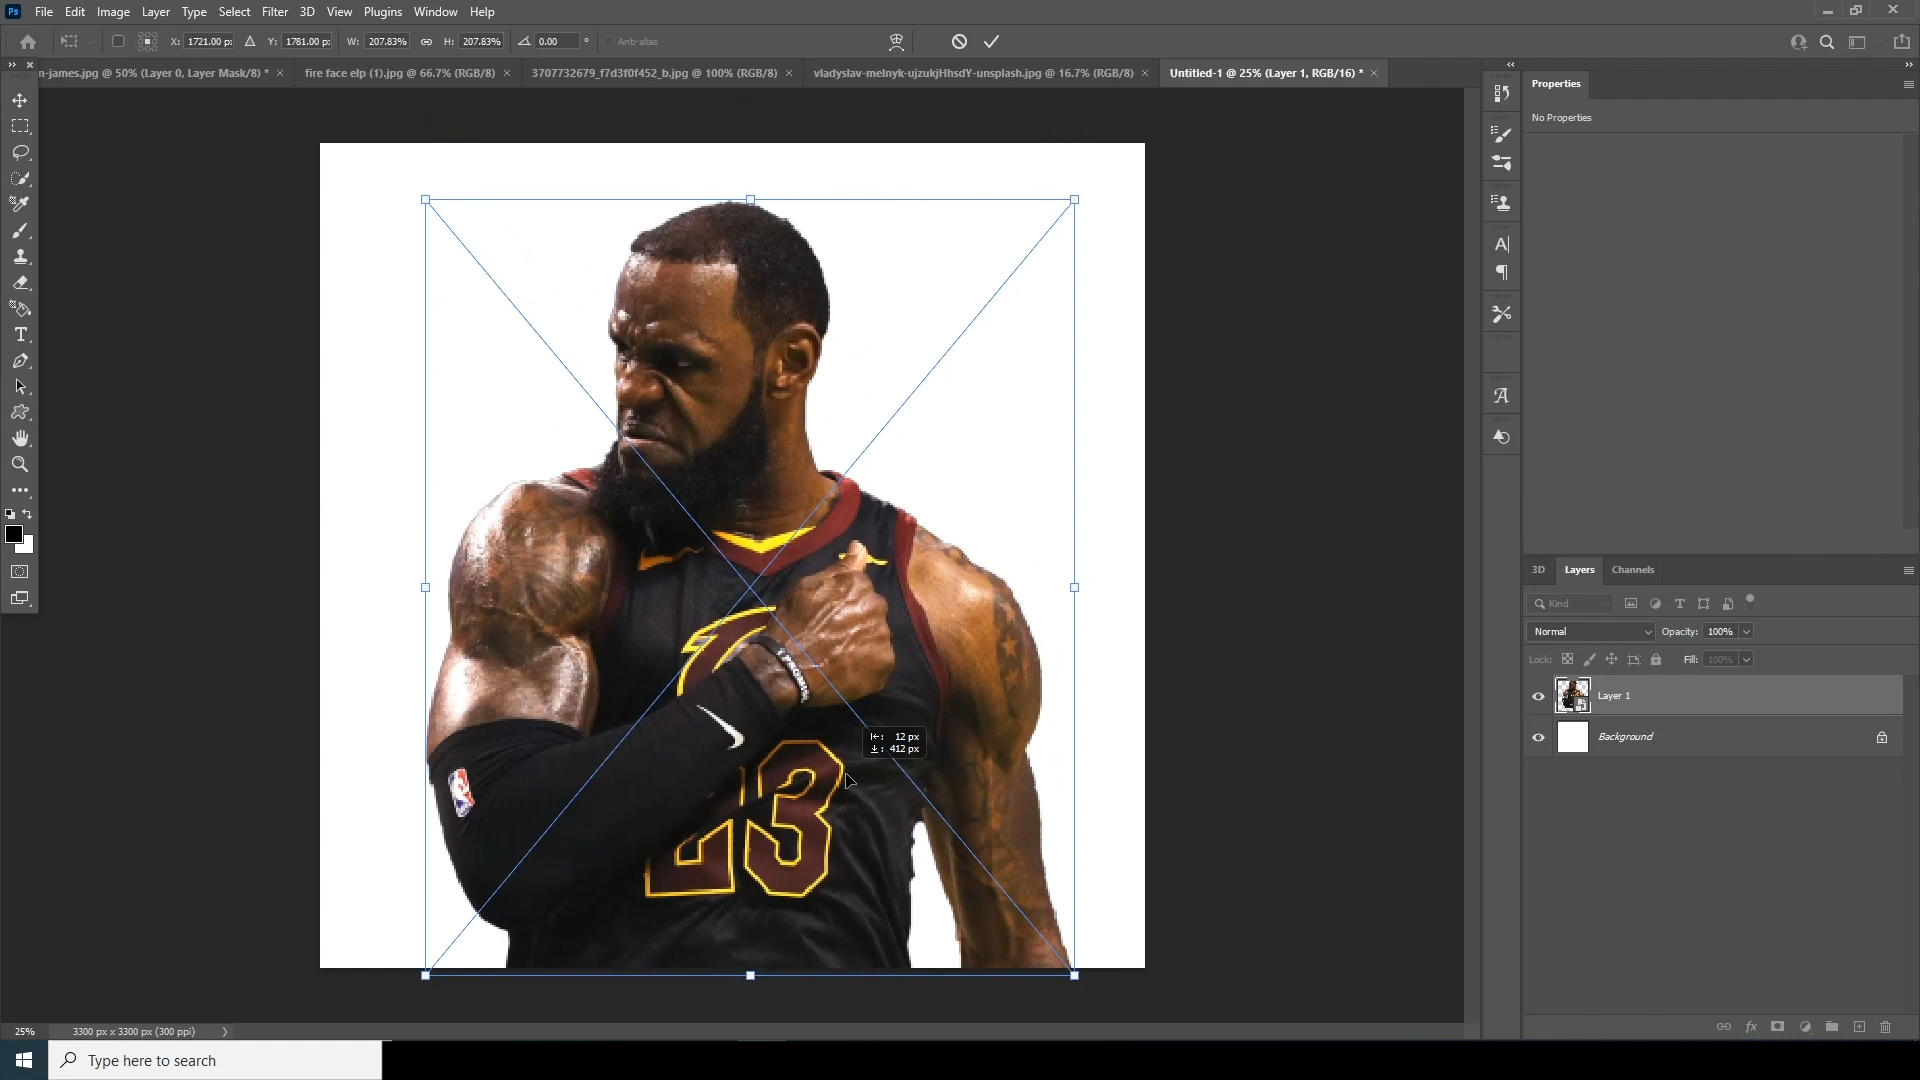 Ps File Edit Image Layer Type Select Filter 3D View Plugins Window Help
X: 1721.00 p: Y: 1781.00 p: W: 207.83% H: 207.83% 0.00 ° Anti-alias
n-james.jpg @ 50% (Layer 0, Layer Mask/8) * × fire face elp (1).jpg @ 66.7% (RGB/8) × 3707732679_f7d3f0f452_b.jpg @ 100% (RGB/8) × vladyslav-melnyk-ujzukjHhsdY-unsplash.jpg @ 16.7% (RGB/8) × Untitled-1 @ 25% (Layer 1, RGB/16) * ×
Properties
No Properties
3D Layers Channels
Kind
Normal Opacity: 100%
Lock: Fill: 100%
Layer 1
Background
12 px
412 px
23
25% 3300 px x 3300 px (300 ppi)
Type here to search